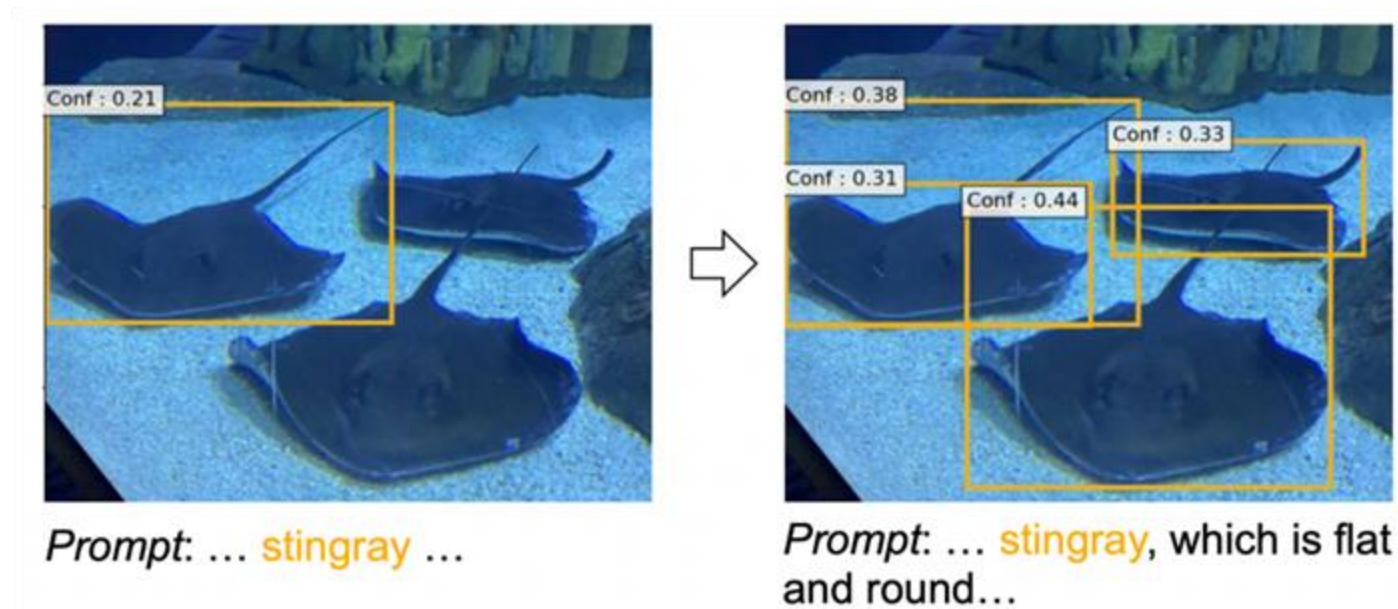 Conf : 0.21
Prompt: … stingray …
Conf : 0.38
Conf : 0.33
Conf : 0.31
Conf : 0.44
Prompt: … stingray, which is flat
and round…